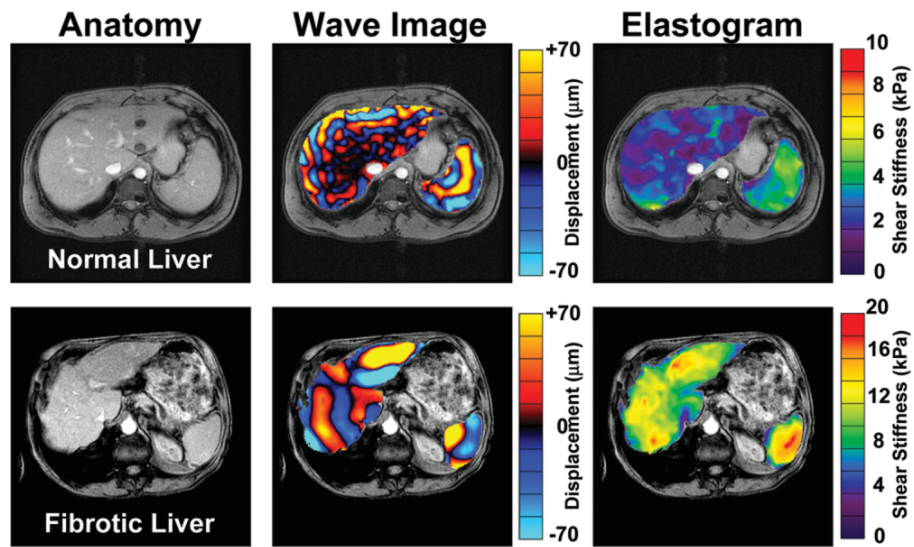 Anatomy
Wave Image
Elastogram
Normal Liver
+70
0
-70
Displacement (µm)
10
8
6
4
2
0
Shear Stiffness (kPa)
Fibrotic Liver
+70
0
-70
Displacement (µm)
20
16
12
8
4
0
Shear Stiffness (kPa)